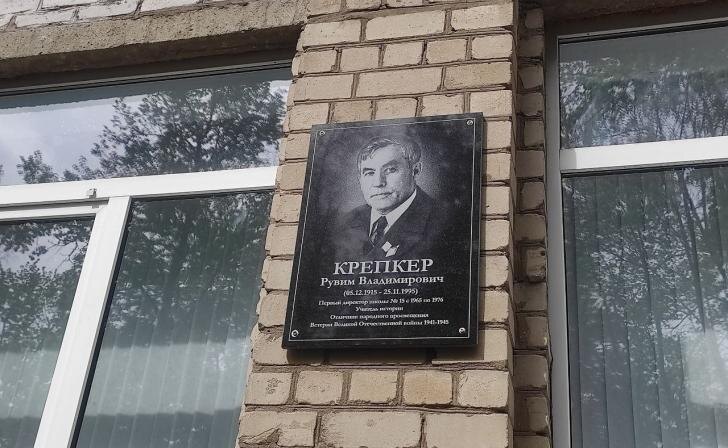 КРЕПКЕР
Рувим Владимирович
(05.12.1915 - 25.11.1995)
Первый директор школы № 15 с 1965 по 1976
Учитель истории
Отличник народного просвещения
Ветеран Великой Отечественной войны 1941-1945